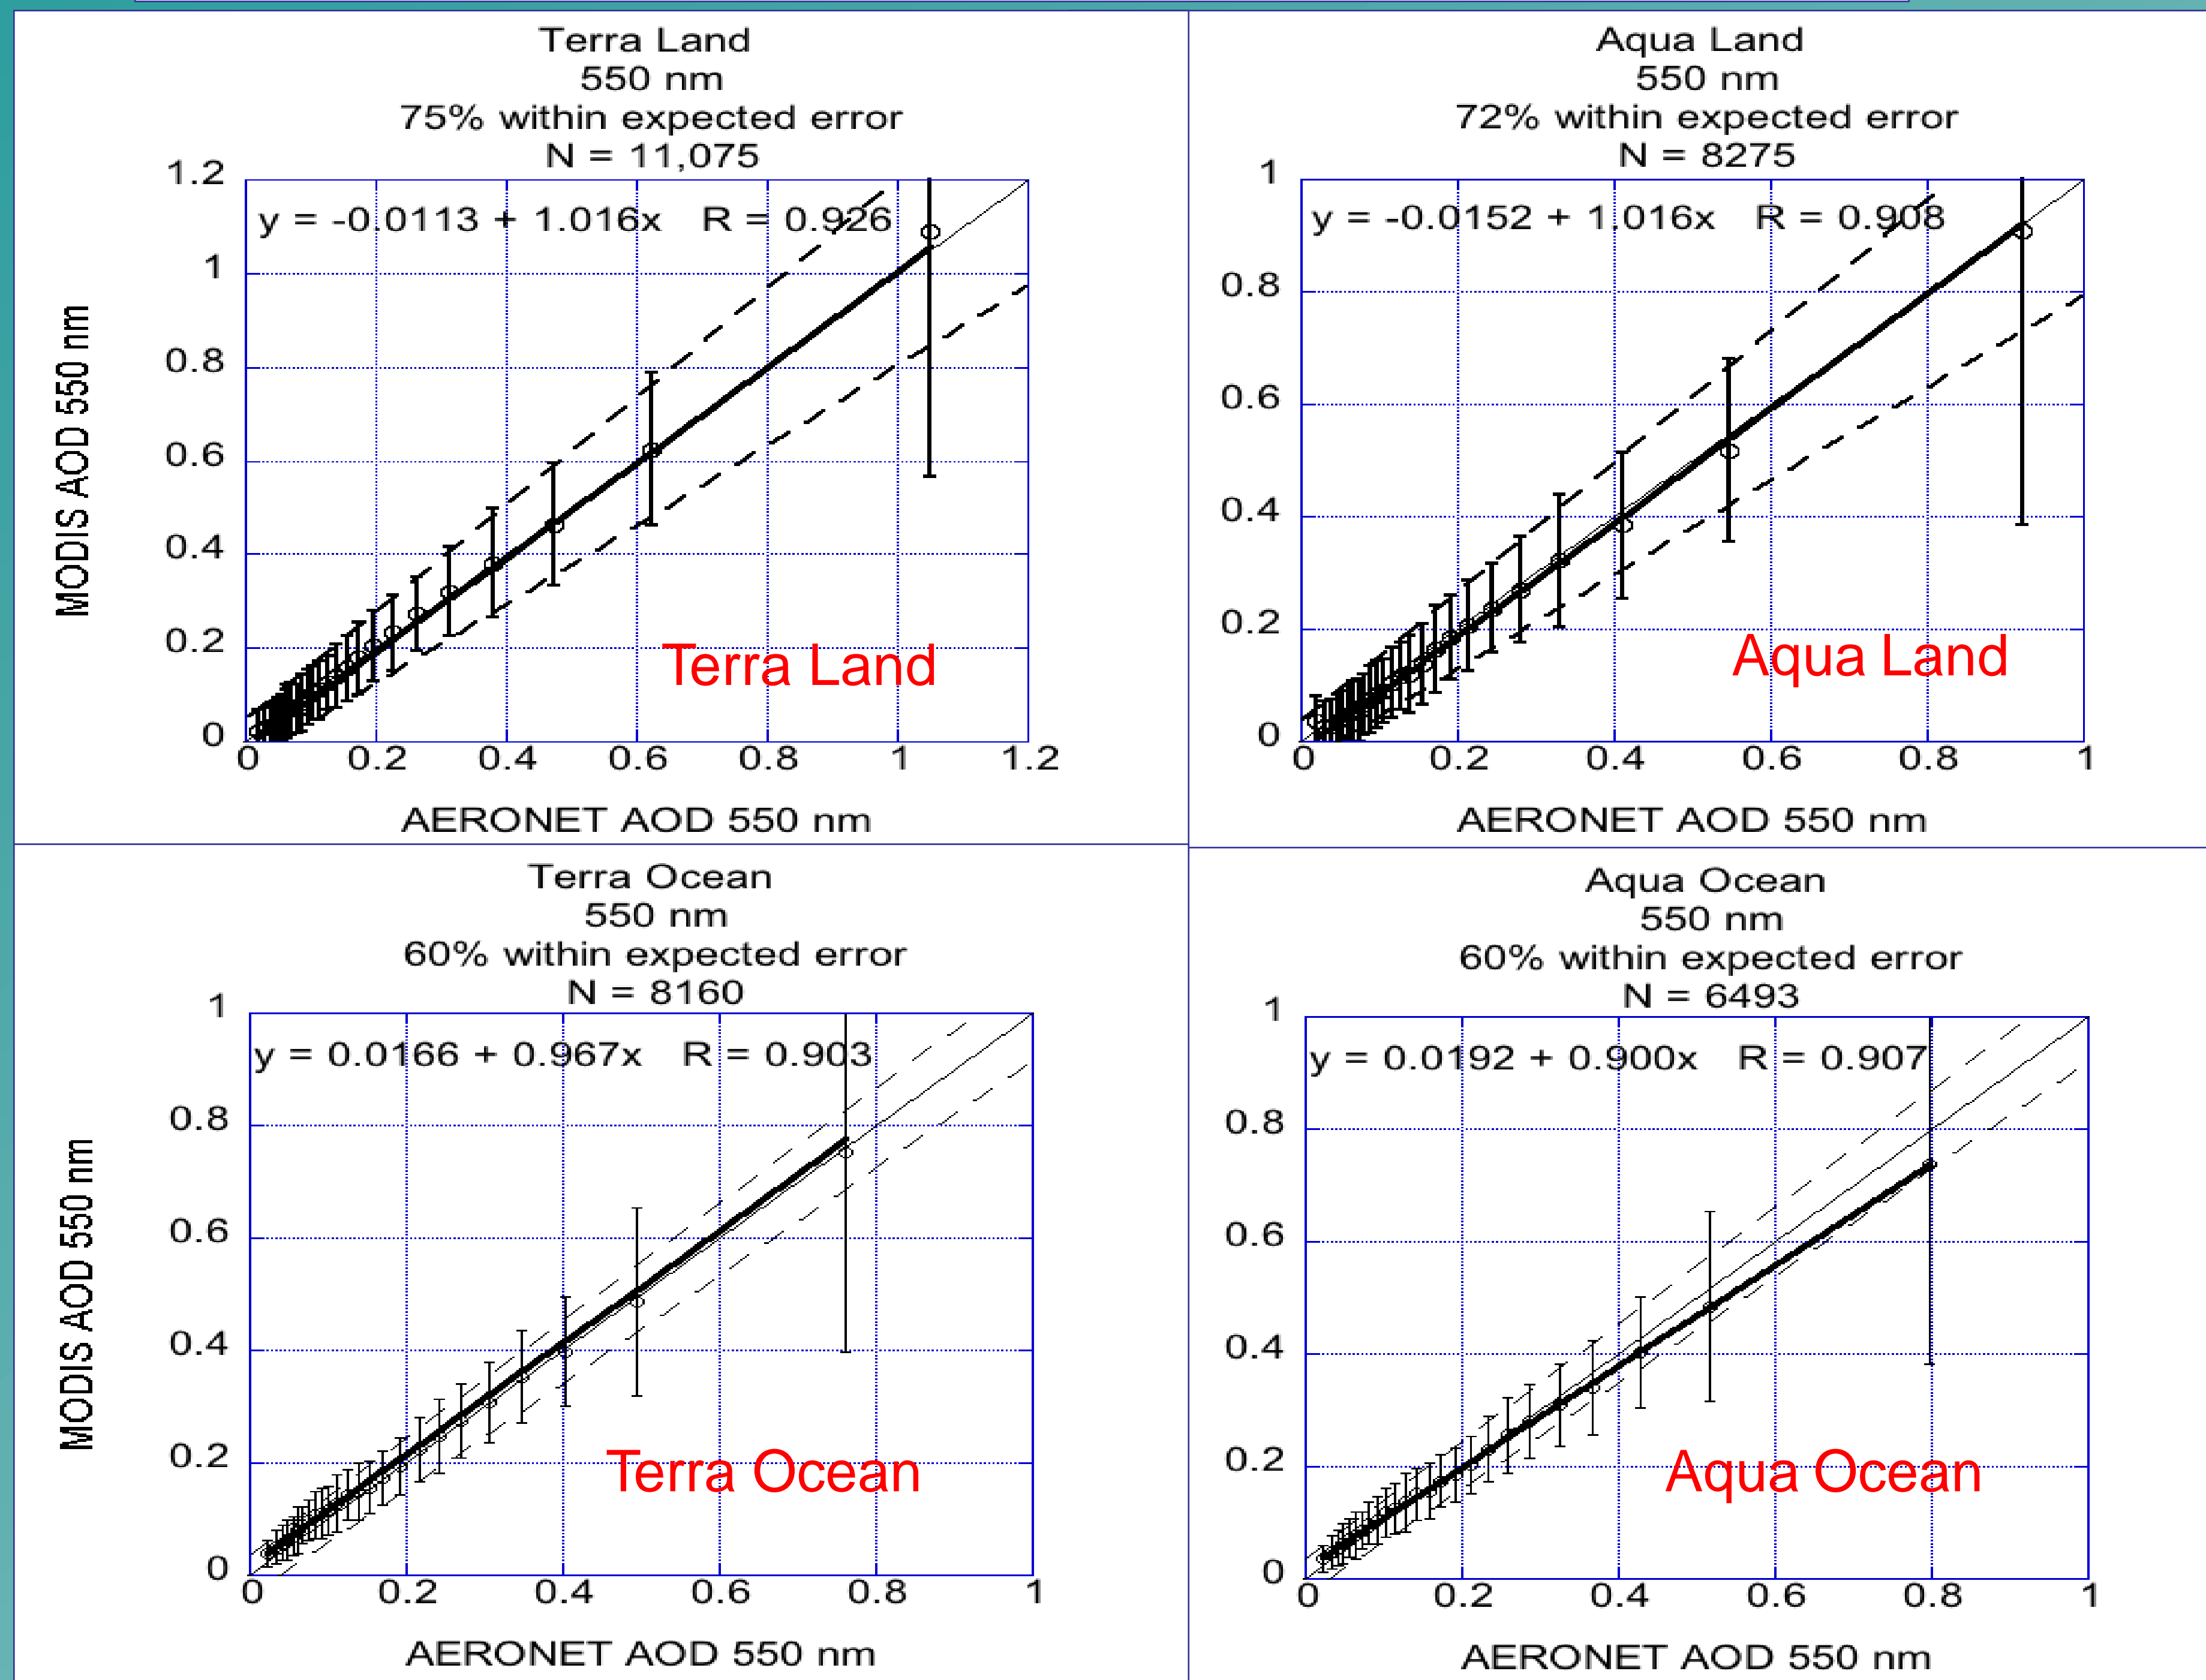 Terra Land
550 nm
75% within expected error
N = 11,075
y = -0.0113 + 1.016x R = 0.926
MODIS AOD 550 nm
1.2
1
0.8
0.6
0.4
0.2
0
0 0.2 0.4 0.6 0.8 1 1.2
AERONET AOD 550 nm
Terra Land
Aqua Land
550 nm
72% within expected error
N = 8275
y = -0.0152 + 1.016x R = 0.908
1
0.8
0.6
0.4
0.2
0
0 0.2 0.4 0.6 0.8 1
AERONET AOD 550 nm
Aqua Land
Terra Ocean
550 nm
60% within expected error
N = 8160
y = 0.0166 + 0.967x R = 0.903
MODIS AOD 550 nm
1
0.8
0.6
0.4
0.2
0
0 0.2 0.4 0.6 0.8 1
AERONET AOD 550 nm
Terra Ocean
Aqua Ocean
550 nm
60% within expected error
N = 6493
y = 0.0192 + 0.900x R = 0.907
1
0.8
0.6
0.4
0.2
0
0 0.2 0.4 0.6 0.8 1
AERONET AOD 550 nm
Aqua Ocean